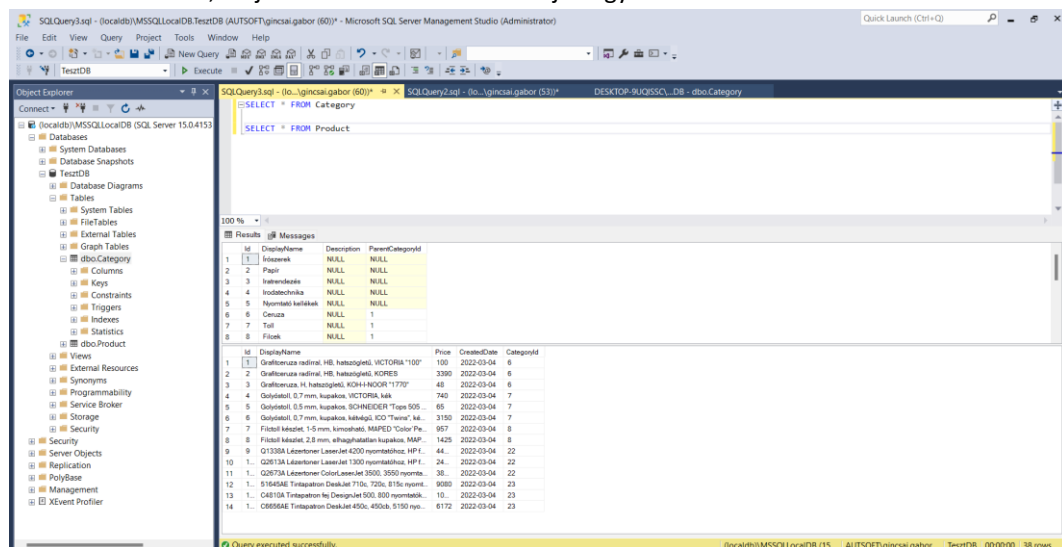 SQLQuery3.sql - (localdb)\MSSQLLocalDB.TesztDB (AUTSOFT\gincsai.gabor (60))* - Microsoft SQL Server Management Studio (Administrator)
Quick Launch (Ctrl+Q)
File Edit View Query Project Tools Window Help
New Query
TesztDB Execute
Object Explorer
Connect
(localdb)\MSSQLLocalDB (SQL Server 15.0.4153
Databases
System Databases
Database Snapshots
TesztDB
Database Diagrams
Tables
System Tables
FileTables
External Tables
Graph Tables
dbo.Category
Columns
Keys
Constraints
Triggers
Indexes
Statistics
dbo.Product
Views
External Resources
Synonyms
Programmability
Service Broker
Storage
Security
Security
Server Objects
Replication
PolyBase
Management
XEvent Profiler
SQLQuery3.sql - (lo...\gincsai.gabor (60))* SQLQuery2.sql - (lo...\gincsai.gabor (53))* DESKTOP-9UQISSC\...DB - dbo.Category
SELECT * FROM Category
SELECT * FROM Product
100 %
Results Messages
Id DisplayName Description ParentCategoryId
1 1 Írószerek NULL NULL
2 2 Papír NULL NULL
3 3 Iratrendezés NULL NULL
4 4 Irodatechnika NULL NULL
5 5 Nyomtató kellékek NULL NULL
6 6 Ceruza NULL 1
7 7 Toll NULL 1
8 8 Filcek NULL 1
Id DisplayName Price CreatedDate CategoryId
1 1 Grafitceruza radírral, HB, hatszögletű, VICTORIA "100" 100 2022-03-04 6
2 2 Grafitceruza radírral, HB, hatszögletű, KORES 3390 2022-03-04 6
3 3 Grafitceruza, H, hatszögletű, KOH-I-NOOR "1770" 48 2022-03-04 6
4 4 Golyóstoll, 0,7 mm, kupakos, VICTORIA, kék 740 2022-03-04 7
5 5 Golyóstoll, 0,5 mm, kupakos, SCHNEIDER "Tops 505 ... 65 2022-03-04 7
6 6 Golyóstoll, 0,7 mm, kupakos, kétvégű, ICO "Twins", ké... 3150 2022-03-04 7
7 7 Filctoll készlet, 1-5 mm, kimosható, MAPED "Color'Pe... 957 2022-03-04 8
8 8 Filctoll készlet, 2,8 mm, elhagyhatatlan kupakos, MAP... 1425 2022-03-04 8
9 9 Q1338A Lézertoner LaserJet 4200 nyomtatóhoz, HP f... 44... 2022-03-04 22
10 1... Q2613A Lézertoner LaserJet 1300 nyomtatóhoz, HP f... 24... 2022-03-04 22
11 1... Q2673A Lézertoner ColorLaserJet 3500, 3550 nyomta... 38... 2022-03-04 22
12 1... 51645AE Tintapatron DeskJet 710c, 720c, 815c nyomt... 9080 2022-03-04 23
13 1... C4810A Tintapatron fej DesignJet 500, 800 nyomtatók... 10... 2022-03-04 23
14 1... C6656AE Tintapatron DeskJet 450c, 450cb, 5150 nyo... 6172 2022-03-04 23
Query executed successfully. (localdb)\MSSQLLocalDB (15... AUTSOFT\gincsai.gabor ... TesztDB 00:00:00 38 rows